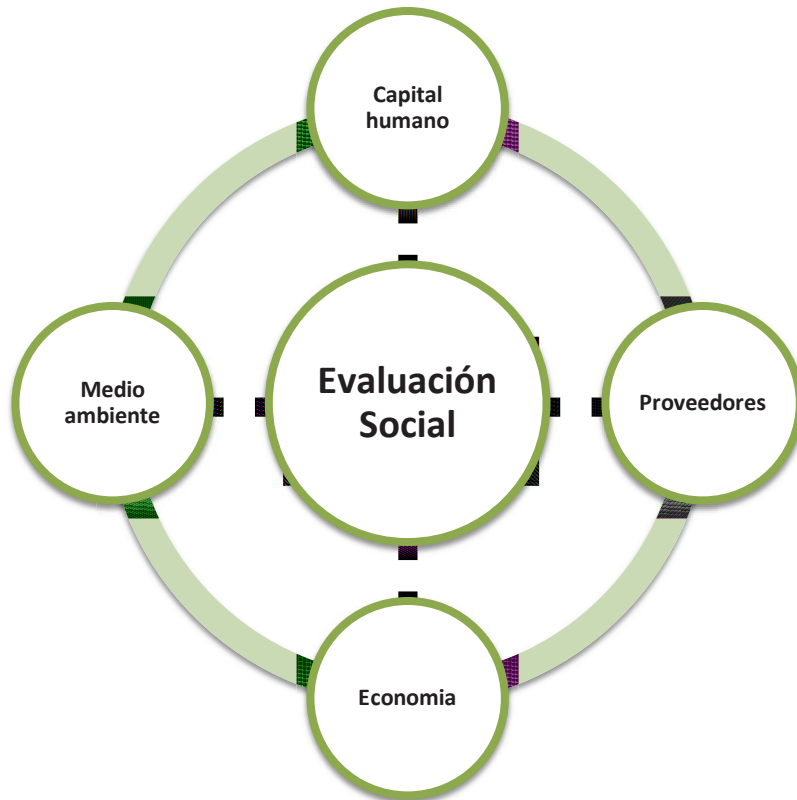 Capital
humano
Medio
ambiente
Evaluación
Social
Proveedores
Economia